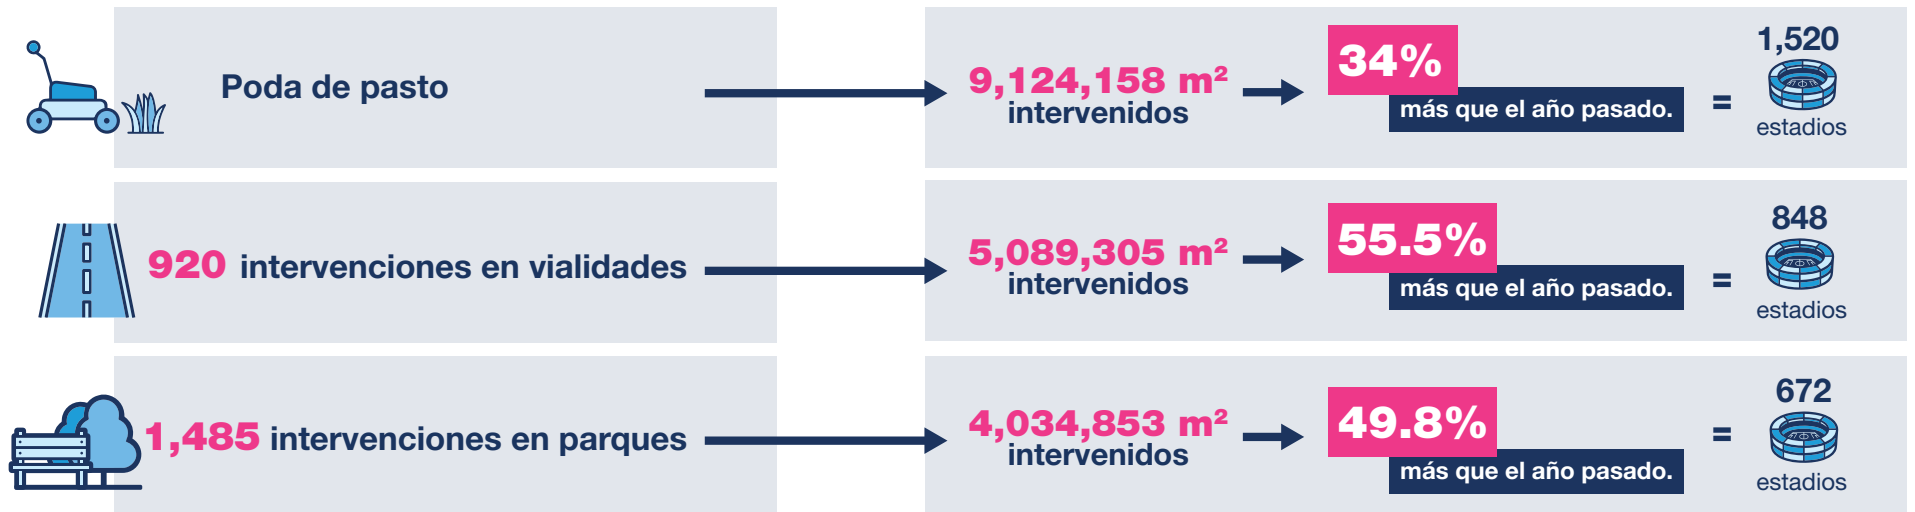 Poda de pasto
9,124,158 m²
intervenidos
34%
más que el año pasado.
=
1,520
estadios
920 intervenciones en vialidades
5,089,305 m²
intervenidos
55.5%
más que el año pasado.
=
848
estadios
1,485 intervenciones en parques
4,034,853 m²
intervenidos
49.8%
más que el año pasado.
=
672
estadios